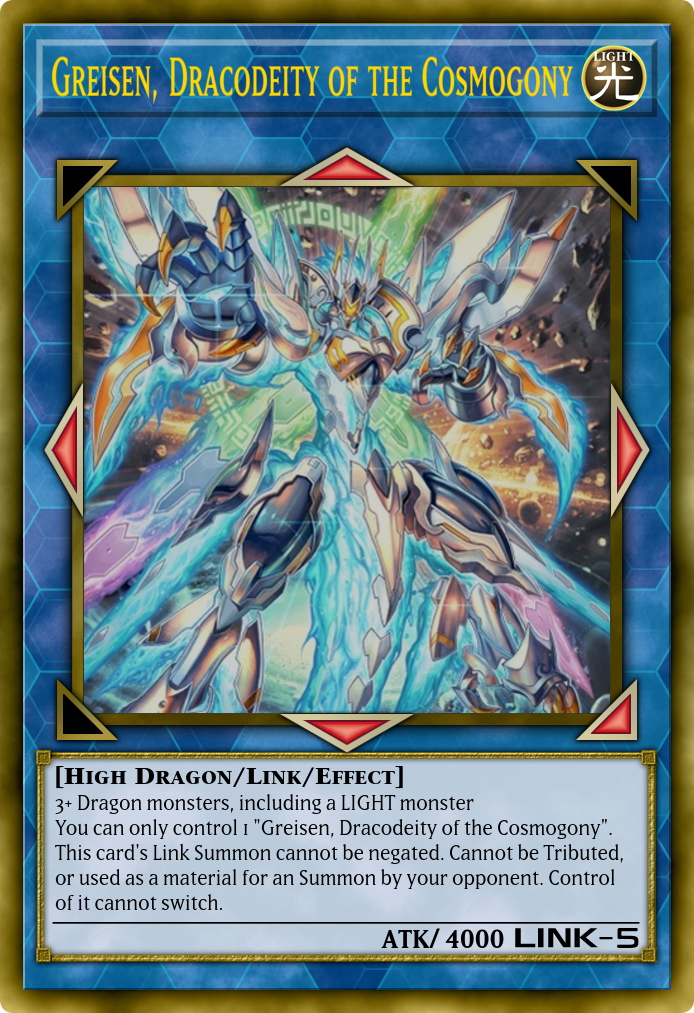 GREISEN, DRACODEITY OF THE COSMOGONY
LIGHT
光
[HIGH DRAGON/LINK/EFFECT]
3+ Dragon monsters, including a LIGHT monster
You can only control 1 "Greisen, Dracodeity of the Cosmogony".
This card's Link Summon cannot be negated. Cannot be Tributed,
or used as a material for an Summon by your opponent. Control
of it cannot switch.
ATK/ 4000 LINK-5